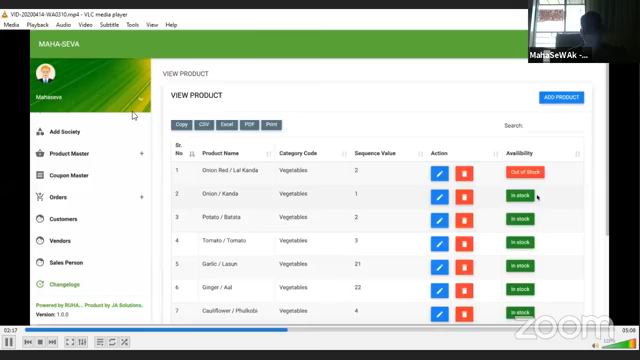 VID-20200414-WA0310.mp4 - VLC media player
Media Playback Audio Video Subtitle Tools View Help
MAHA-SEVA
MahaSeWAk -...
Mahaseva
VIEW PRODUCT
VIEW PRODUCT
ADD PRODUCT
Add Society
Product Master +
Coupon Master
Orders +
Customers
Vendors
Sales Person
Changelogs
Powered by RUHA... Product by JA Solutions.
Version: 1.0.0
Copy CSV Excel PDF Print
Search:
Sr. No Product Name Category Code Sequence Value Action Availibility
1 Onion Red / Lal Kanda Vegetables 2 Out of Stock
2 Onion / Kanda Vegetables 1 In stock
3 Potato / Batata Vegetables 2 In stock
4 Tomato / Tomato Vegetables 3 In stock
5 Garlic / Lasun Vegetables 21 In stock
6 Ginger / Aal Vegetables 22 In stock
7 Cauliflower / Phulkobi Vegetables 4 In stock
02:17
05:08
zoom